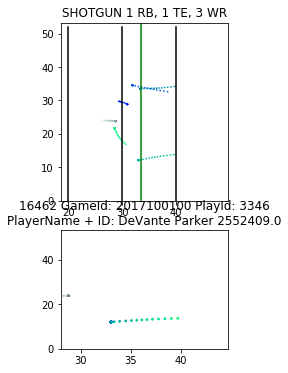 SHOTGUN 1 RB, 1 TE, 3 WR
50
40
30
20
10
0
20 30 40
16462 GameId: 2017100100 PlayId: 3346
PlayerName + ID: DeVante Parker 2552409.0
40
20
0
30 35 40